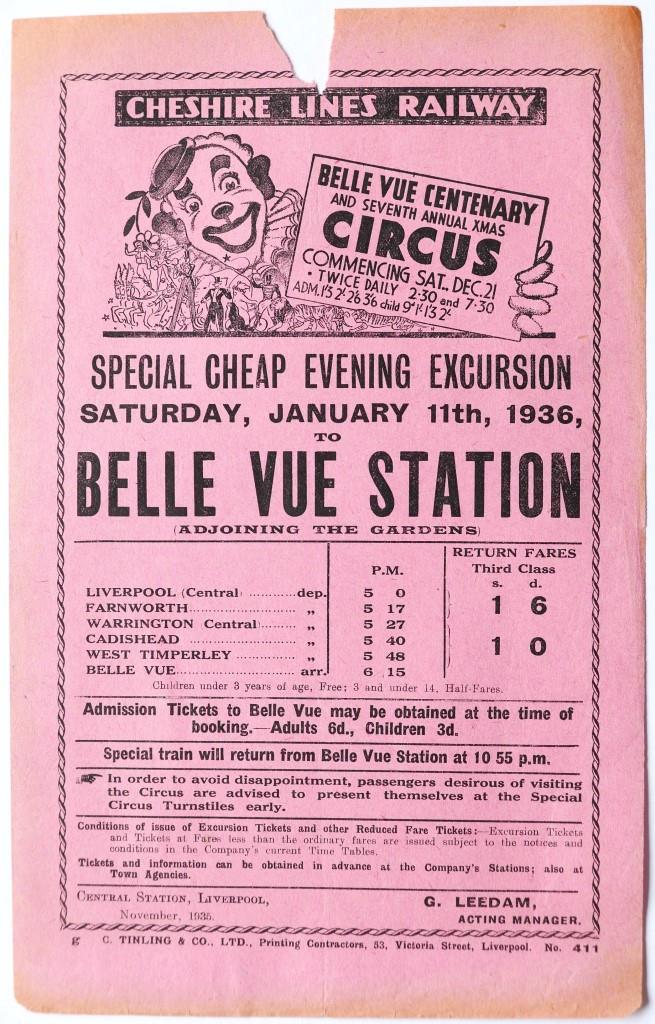 CHESHIRE LINES RAILWAY
BELLE VUE CENTENARY
AND SEVENTH ANNUAL XMAS
CIRCUS
COMMENCING SAT. DEC. 21
• TWICE DAILY 2·30 and 7·30
ADM. 1'3 2'- 2'6 3'6 child 9d 1'- 1'3 2'-
SPECIAL CHEAP EVENING EXCURSION
SATURDAY, JANUARY 11th, 1936,
TO
BELLE VUE STATION
(ADJOINING THE GARDENS)
RETURN FARES
P.M. Third Class
s. d.
LIVERPOOL (Central) ............dep. 5 0
FARNWORTH.......................... „ 5 17 1 6
WARRINGTON Central)............ „ 5 27
CADISHEAD ........................ „ 5 40 1 0
WEST TIMPERLEY ............... „ 5 48
BELLE VUE...........................arr. 6 15
Children under 3 years of age, Free; 3 and under 14, Half-Fares.
Admission Tickets to Belle Vue may be obtained at the time of
booking.—Adults 6d., Children 3d.
Special train will return from Belle Vue Station at 10 55 p.m.
☛ In order to avoid disappointment, passengers desirous of visiting
the Circus are advised to present themselves at the Special
Circus Turnstiles early.
Conditions of issue of Excursion Tickets and other Reduced Fare Tickets:—Excursion Tickets
and Tickets at Fares less than the ordinary fares are issued subject to the notices and
conditions in the Company's current Time Tables.
Tickets and information can be obtained in advance at the Company's Stations; also at
Town Agencies.
CENTRAL STATION, LIVERPOOL, G. LEEDAM,
November, 1935. ACTING MANAGER.
g C. TINLING & CO., LTD., Printing Contractors, 53, Victoria Street, Liverpool. No. 411